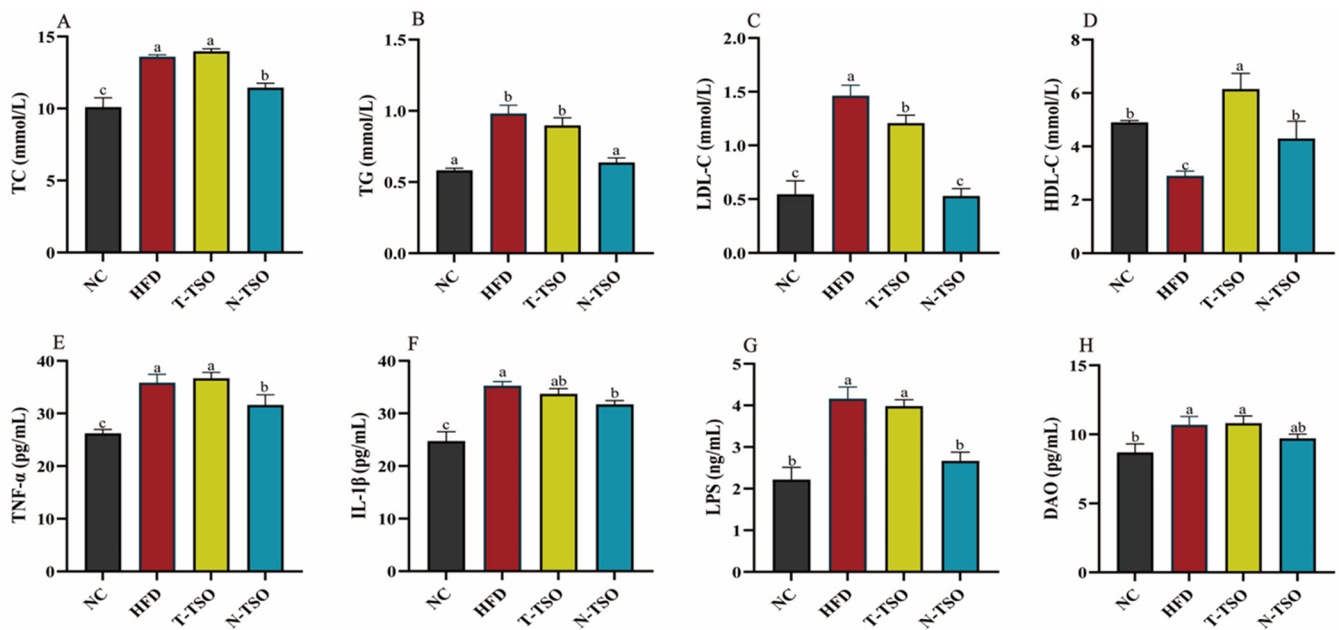 A
TC (mmol/L)
15
10
5
0
c
a
a
b
NC
HFD
T-TSO
N-TSO
B
TG (mmol/L)
1.5
1.0
0.5
0.0
a
b
b
a
NC
HFD
T-TSO
N-TSO
C
LDL-C (mmol/L)
2.0
1.5
1.0
0.5
0.0
c
a
b
c
NC
HFD
T-TSO
N-TSO
D
HDL-C (mmol/L)
8
6
4
2
0
b
c
a
b
NC
HFD
T-TSO
N-TSO
E
TNF-α (pg/mL)
40
30
20
10
0
c
a
a
b
NC
HFD
T-TSO
N-TSO
F
IL-1β (pg/mL)
40
30
20
10
0
c
a
ab
b
NC
HFD
T-TSO
N-TSO
G
LPS (ng/mL)
5
4
3
2
1
0
b
a
a
b
NC
HFD
T-TSO
N-TSO
H
DAO (pg/mL)
15
10
5
0
b
a
a
ab
NC
HFD
T-TSO
N-TSO